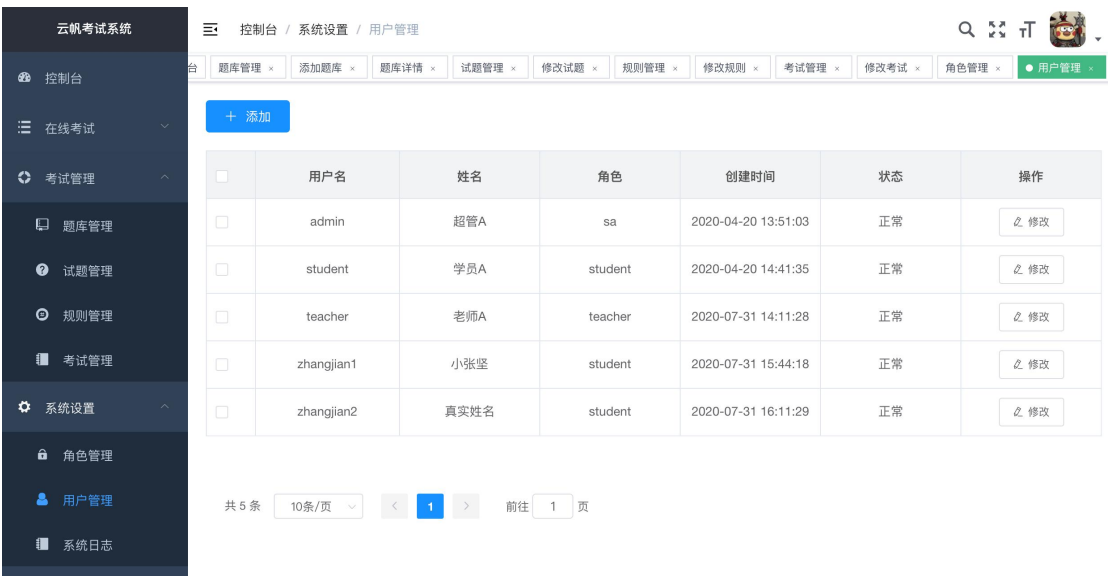 云帆考试系统
控制台 / 系统设置 / 用户管理
台 题库管理 × 添加题库 × 题库详情 × 试题管理 × 修改试题 × 规则管理 × 修改规则 × 考试管理 × 修改考试 × 角色管理 × 用户管理 ×
控制台
在线考试
考试管理
题库管理
试题管理
规则管理
考试管理
系统设置
角色管理
用户管理
系统日志
+ 添加
用户名 姓名 角色 创建时间 状态 操作
admin 超管A sa 2020-04-20 13:51:03 正常 修改
student 学员A student 2020-04-20 14:41:35 正常 修改
teacher 老师A teacher 2020-07-31 14:11:28 正常 修改
zhangjian1 小张坚 student 2020-07-31 15:44:18 正常 修改
zhangjian2 真实姓名 student 2020-07-31 16:11:29 正常 修改
共 5 条 10条/页 < 1 > 前往 1 页